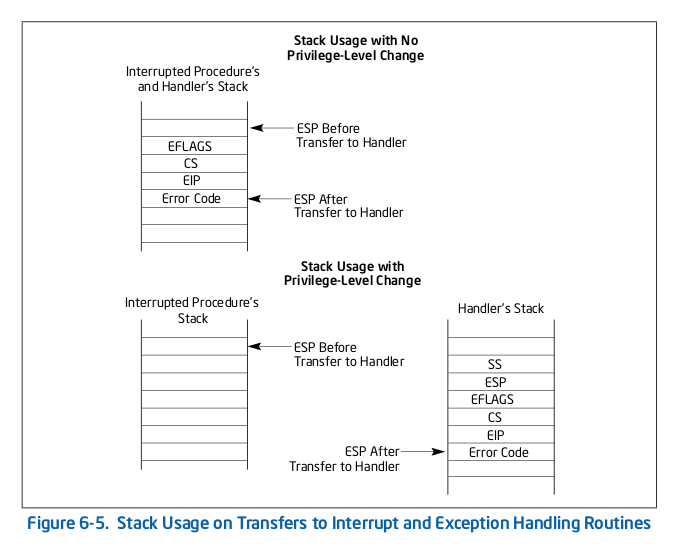 Stack Usage with No
Privilege-Level Change
Interrupted Procedure's
and Handler's Stack
ESP Before
Transfer to Handler
EFLAGS
CS
EIP
Error Code
ESP After
Transfer to Handler
Stack Usage with
Privilege-Level Change
Interrupted Procedure's
Stack
Handler's Stack
ESP Before
Transfer to Handler
SS
ESP
EFLAGS
CS
EIP
ESP After
Transfer to Handler
Error Code
Figure 6-5. Stack Usage on Transfers to Interrupt and Exception Handling Routines